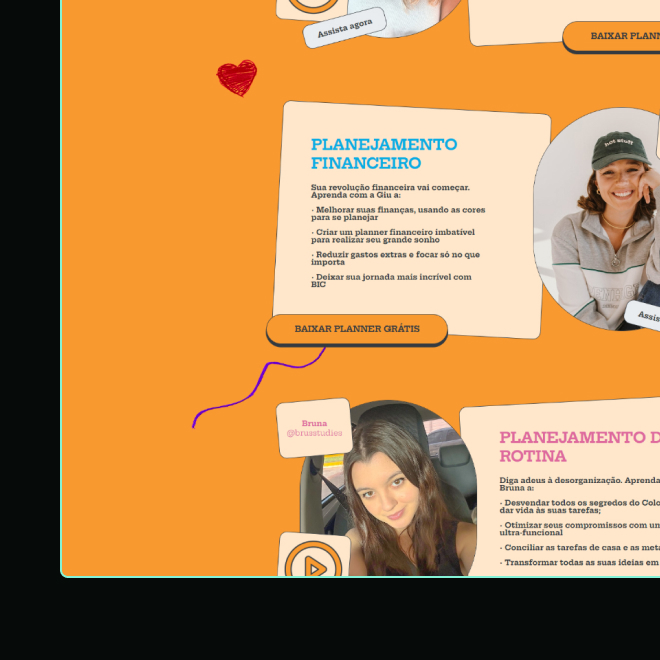 Assista agora
BAIXAR PLANN
PLANEJAMENTO
FINANCEIRO
Sua revolução financeira vai começar.
Aprenda com a Giu a:
· Melhorar suas finanças, usando as cores
para se planejar
· Criar um planner financeiro imbatível
para realizar seu grande sonho
· Reduzir gastos extras e focar só no que
importa
· Deixar sua jornada mais incrível com
BIC
hot stuff
Assis
BAIXAR PLANNER GRÁTIS
Bruna
@brusstudies
PLANEJAMENTO D
ROTINA
Diga adeus à desorganização. Aprenda
Bruna a:
· Desvendar todos os segredos do Colo
dar vida às suas tarefas;
· Otimizar seus compromissos com um
ultra-funcional
· Conciliar as tarefas de casa e as meta
· Transformar todas as suas ideias em